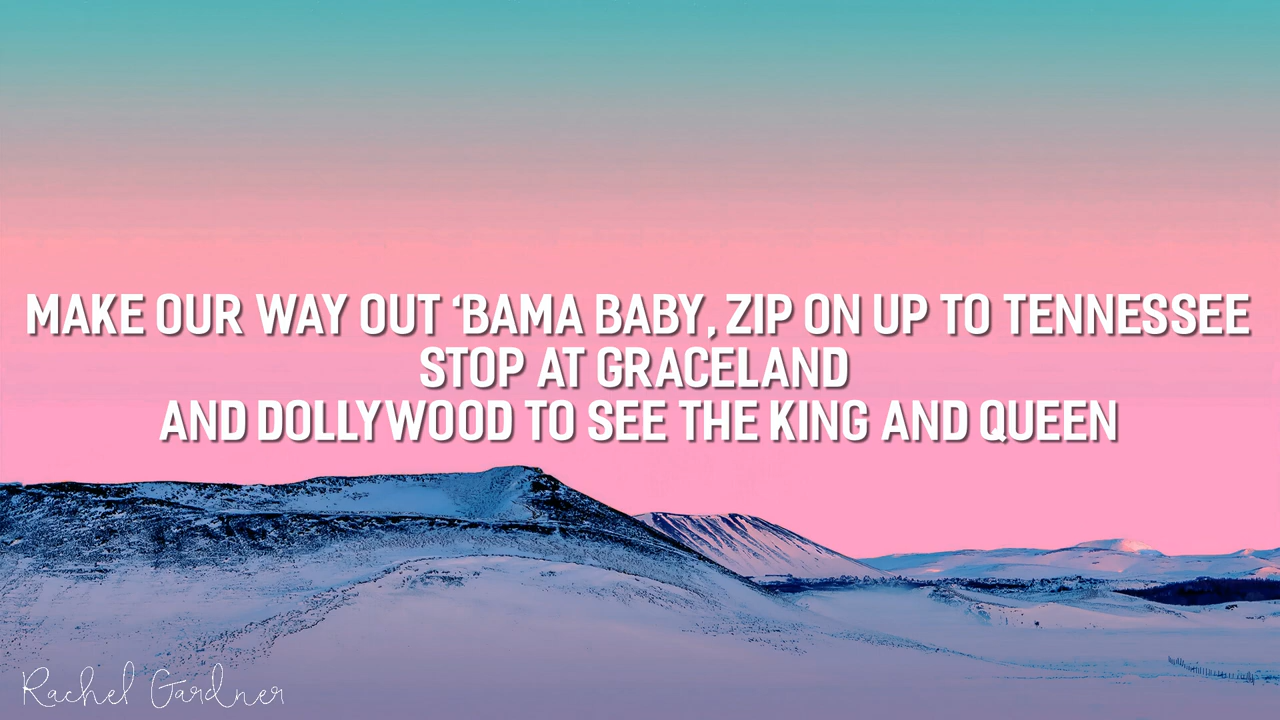 MAKE OUR WAY OUT ‘BAMA BABY, ZIP ON UP TO TENNESSEE
STOP AT GRACELAND
AND DOLLYWOOD TO SEE THE KING AND QUEEN
Rachel Gardner